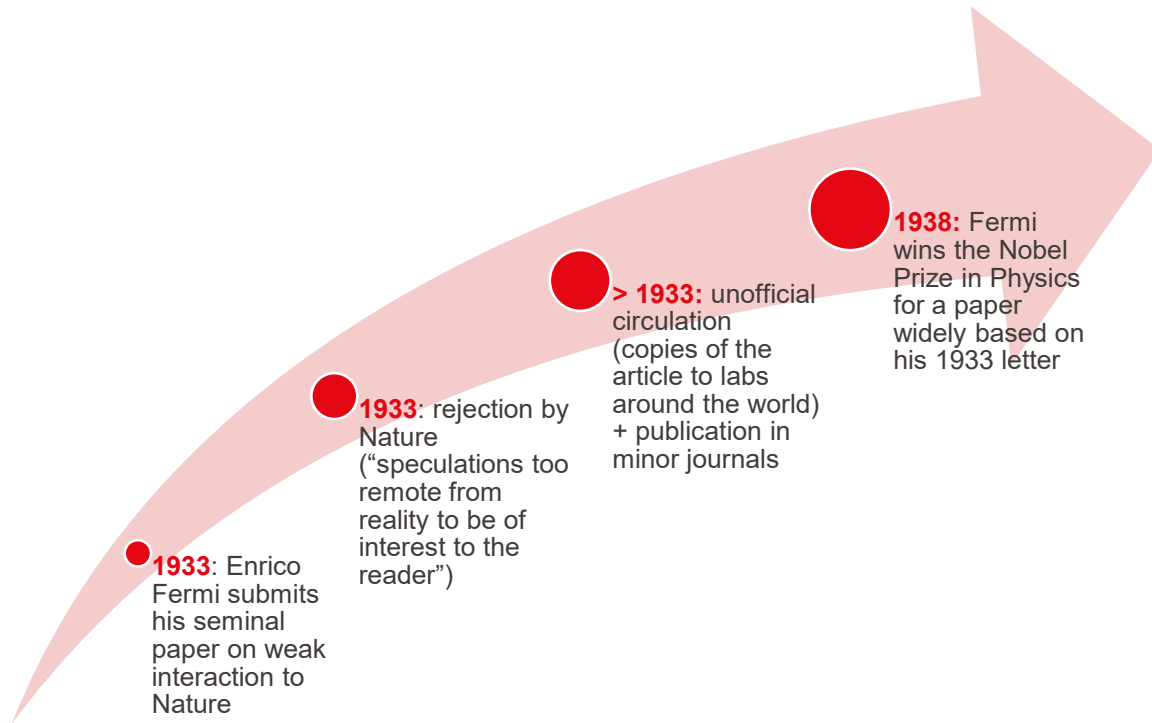 1933: Enrico
Fermi submits
his seminal
paper on weak
interaction to
Nature
1933: rejection by
Nature
(“speculations too
remote from
reality to be of
interest to the
reader”)
> 1933: unofficial
circulation
(copies of the
article to labs
around the world)
+ publication in
minor journals
1938: Fermi
wins the Nobel
Prize in Physics
for a paper
widely based on
his 1933 letter